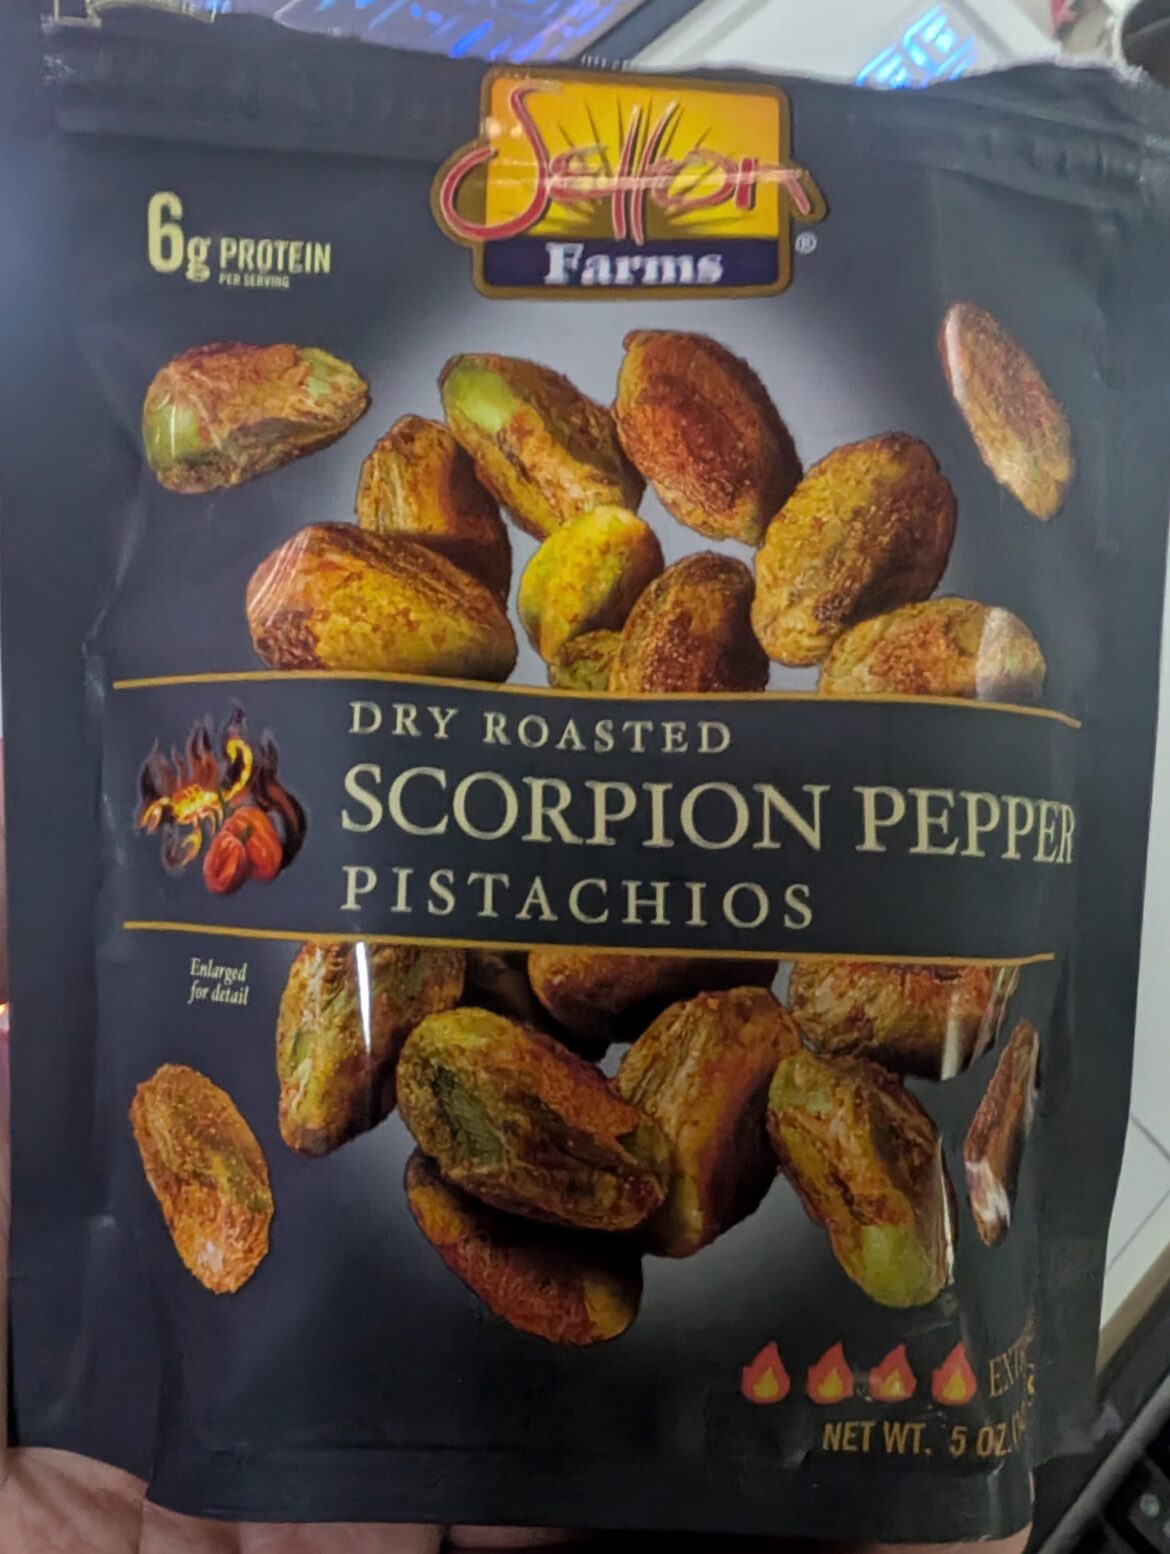 Setton
Farms
®
6g PROTEIN
PER SERVING
DRY ROASTED
SCORPION PEPPER
PISTACHIOS
Enlarged
for detail
NET WT. 5 OZ.